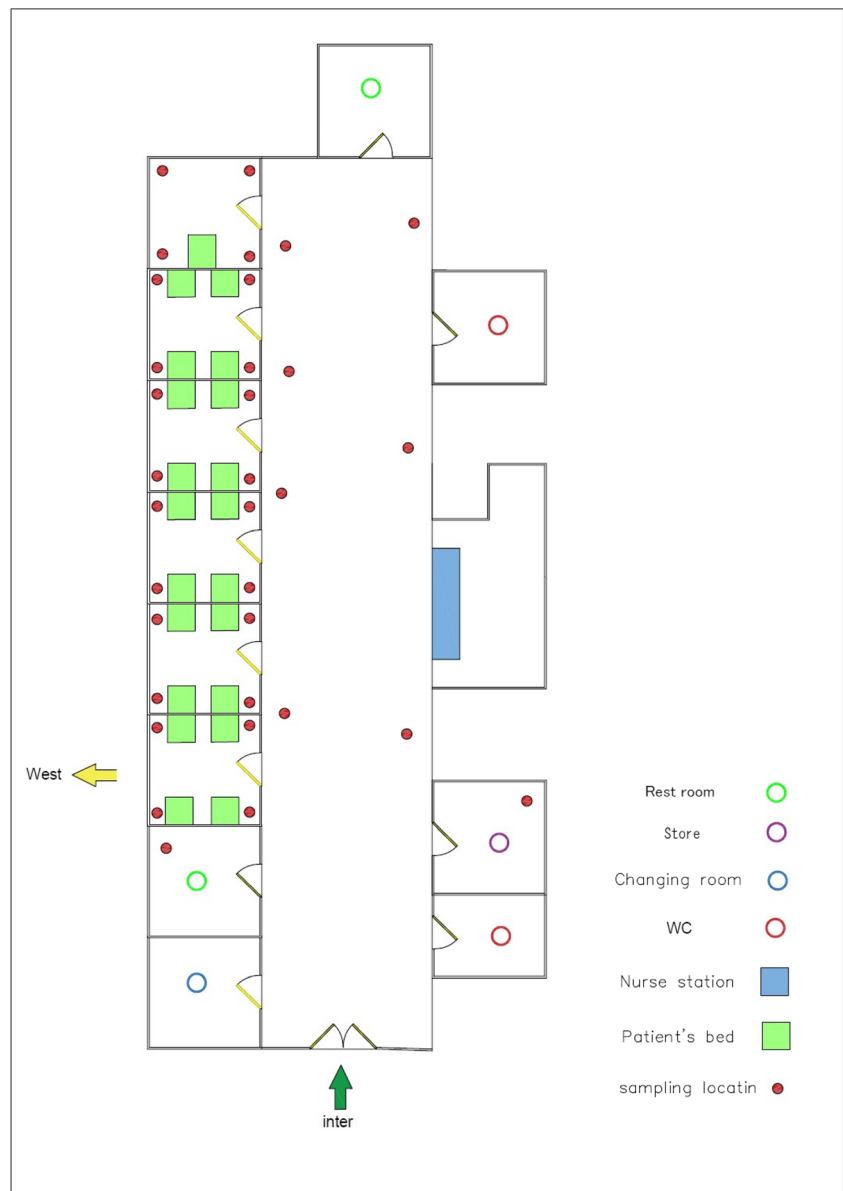 West
Rest room
Store
Changing room
WC
Nurse station
Patient's bed
sampling locatin
inter